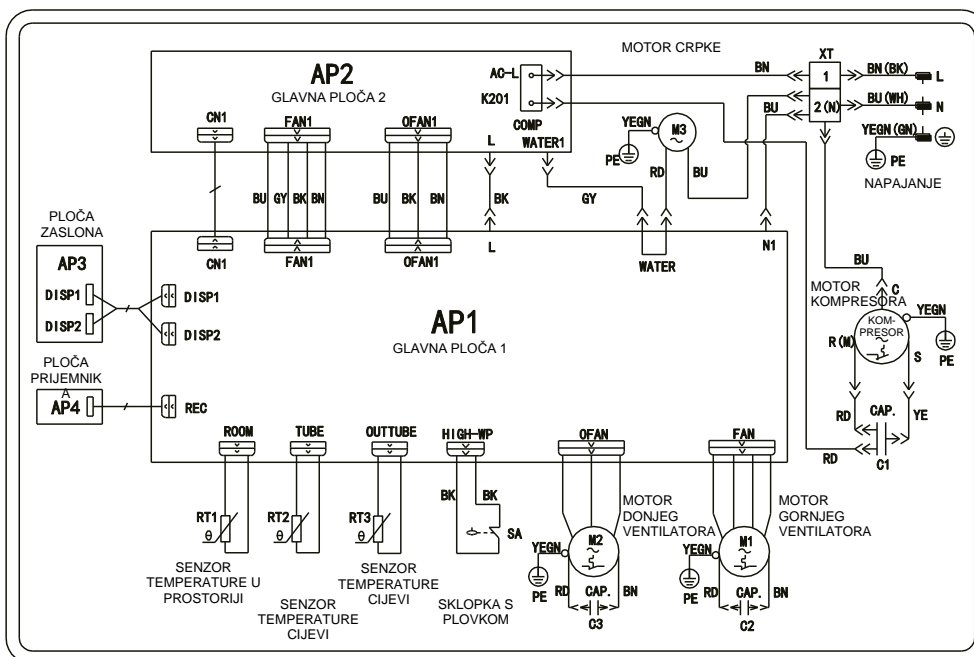 AP2
GLAVNA PLOČA 2
AC-L
K201
COMP
MOTOR CRPKE
XT
1
2(N)
BN
BN(BK)
L
BU
BU(WH)
N
YEGN(GN)
PE
NAPAJANJE
CN1
FAN1
OFAN1
L
WATER1
YEGN
M3
PE
RD
BU
BU
GY
BK
BN
BU
BK
BN
BK
GY
CN1
FAN1
OFAN1
L
WATER
N1
BU
PLOČA
ZASLONA
AP3
DISP1
DISP2
DISP1
DISP2
AP1
GLAVNA PLOČA 1
MOTOR
KOMPRESORA
C
YEGN
KOM-
PRESOR
R(M)
S
PE
PLOČA
PRIJEMNIK
A
AP4
REC
RD
CAP.
YE
RD
C1
ROOM
TUBE
OUTTUBE
HIGH-WP
OFAN
FAN
BK
BK
RT1
θ
RT2
θ
RT3
θ
SA
MOTOR
DONJEG
VENTILATORA
MOTOR
GORNJEG
VENTILATORA
YEGN
M2
PE
RD
CAP.
BN
C3
YEGN
M1
PE
RD
CAP.
BN
C2
SENZOR
TEMPERATURE U
PROSTORIJI
SENZOR
TEMPERATURE
CIJEVI
SENZOR
TEMPERATURE
CIJEVI
SKLOPKA S
PLOVKOM